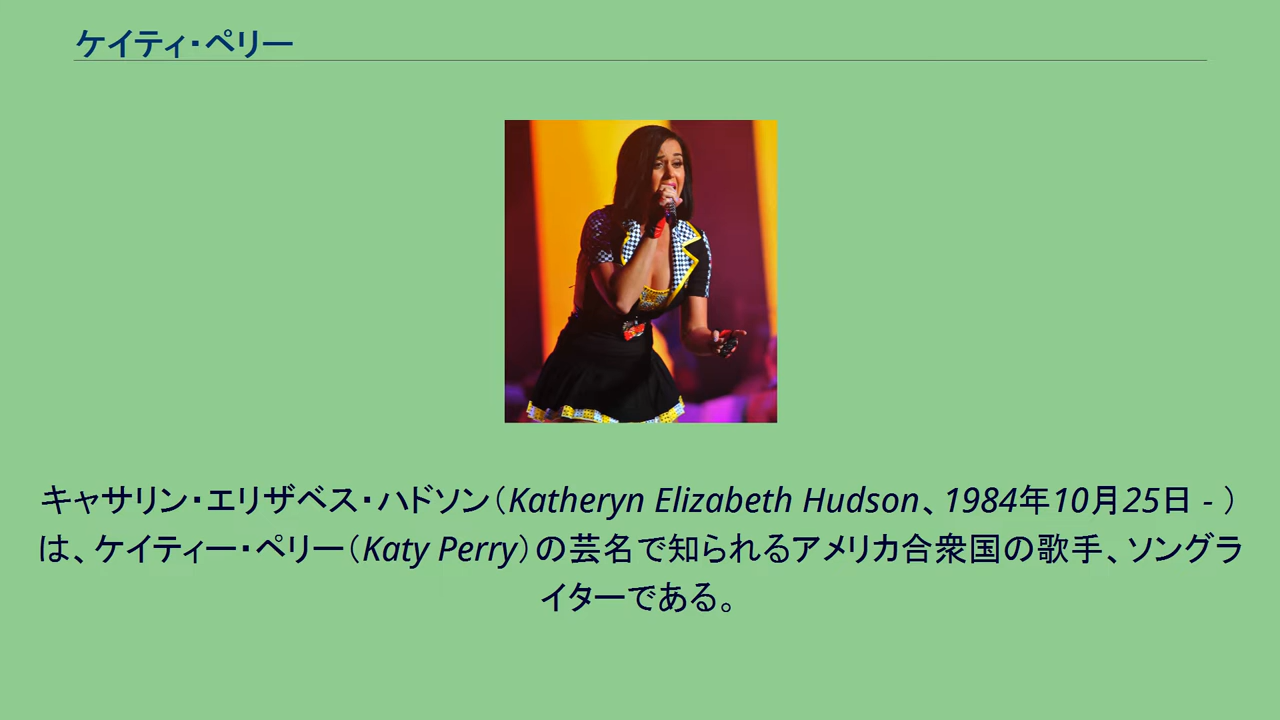 ケイティ・ペリー
キャサリン・エリザベス・ハドソン（Katheryn Elizabeth Hudson、1984年10月25日 - ）
は、ケイティー・ペリー（Katy Perry）の芸名で知られるアメリカ合衆国の歌手、ソングラ
イターである。